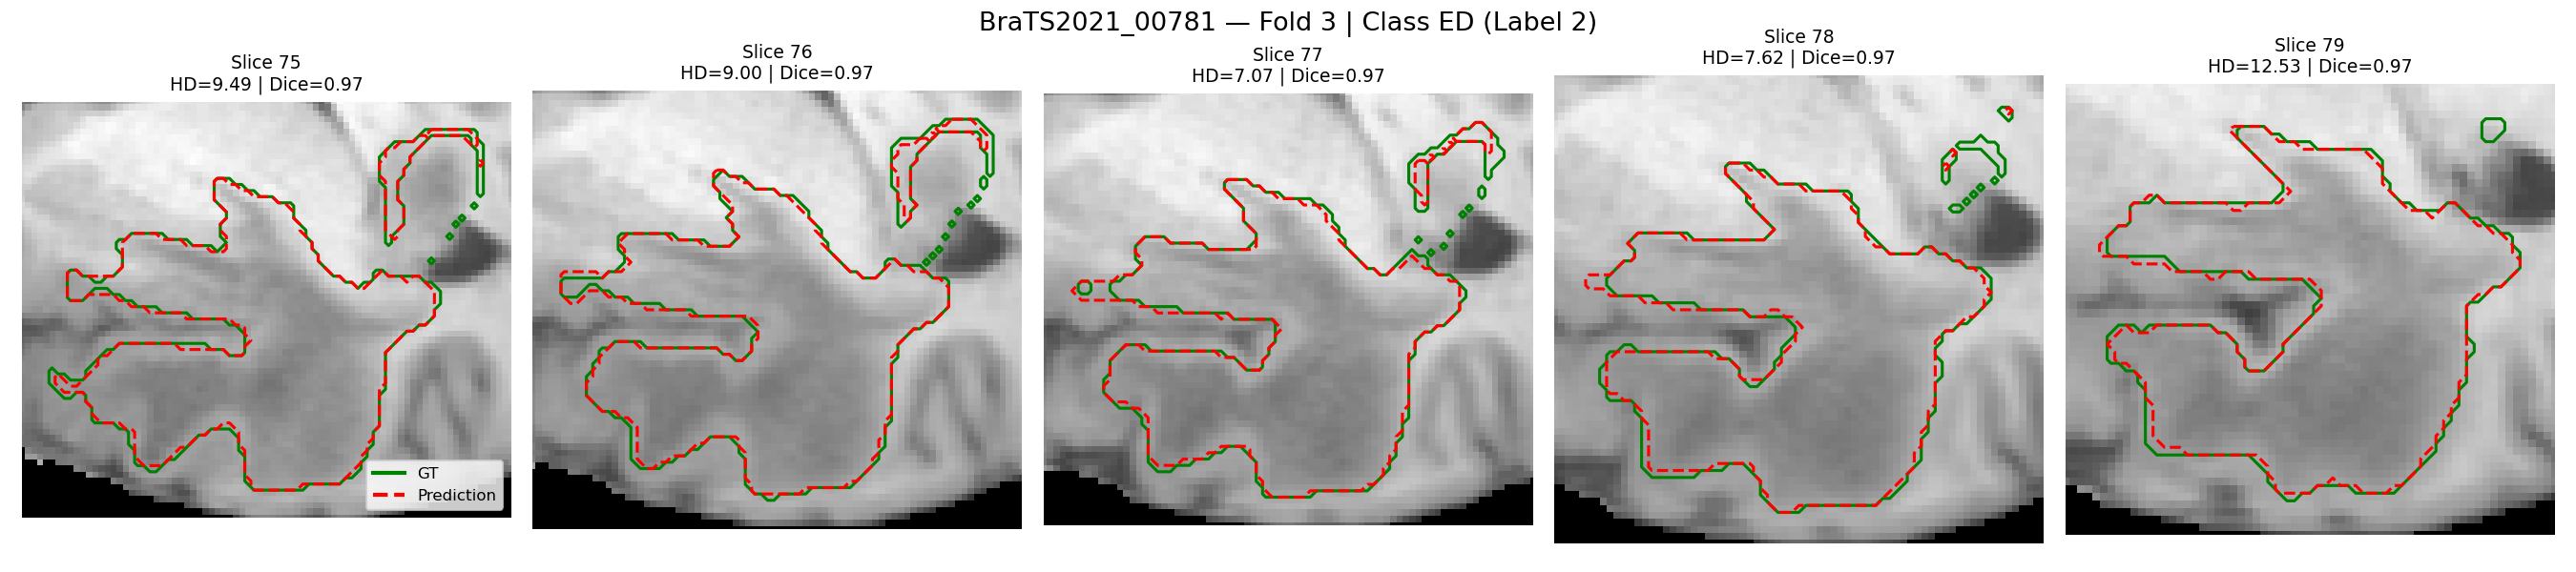 BraTS2021_00781 — Fold 3 | Class ED (Label 2)
Slice 75
HD=9.49 | Dice=0.97
Slice 76
HD=9.00 | Dice=0.97
Slice 77
HD=7.07 | Dice=0.97
Slice 78
HD=7.62 | Dice=0.97
Slice 79
HD=12.53 | Dice=0.97
GT
Prediction